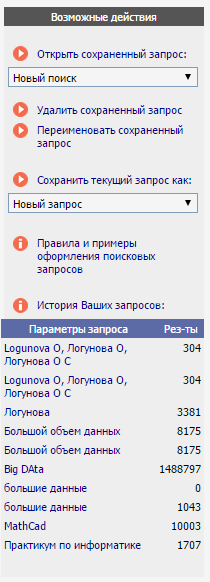 Возможные действия
Открыть сохраненный запрос:
Новый поиск
Удалить сохраненный запрос
Переименовать сохраненный
запрос
Сохранить текущий запрос как:
Новый запрос
Правила и примеры
оформления поисковых
запросов
История Ваших запросов:
Параметры запроса Рез-ты
Logunova O, Логунова О, 304
Логунова О С
Logunova O, Логунова О, 304
Логунова О С
Логунова 3381
Большой объем данных 8175
Большой объем данных 8175
Big DAta 1488797
большие данные 0
большие данные 1043
MathCad 10003
Практикум по информатике 1707